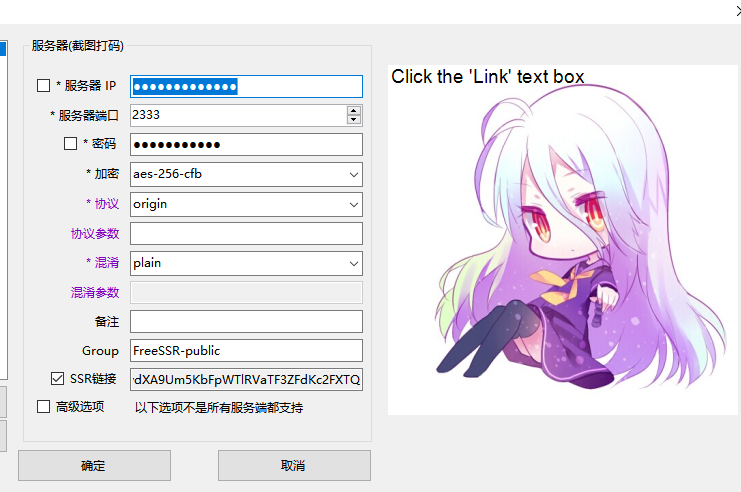 服务器(截图打码)
* 服务器 IP
●●●●●●●●●●●●●
* 服务器端口 2333
* 密码 ●●●●●●●●●●●
* 加密 aes-256-cfb
* 协议 origin
协议参数
* 混淆 plain
混淆参数
备注
Group FreeSSR-public
SSR链接 dXA9Um5KbFpWTlRVaTF3ZFdKc2FXTQ
高级选项 以下选项不是所有服务端都支持
确定 取消
Click the 'Link' text box